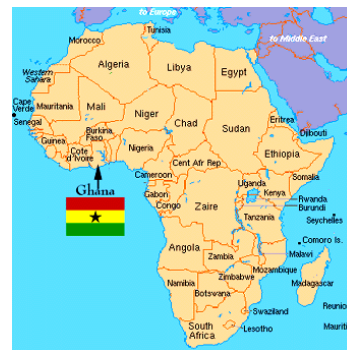 to Europe
to Middle East
Tunisia
Morocco
Algeria
Libya
Egypt
Western
Sahara
Cape
Verde
Mauritania
Mali
Niger
Chad
Sudan
Eritrea
Djibouti
Senegal
Guinea
Burkina
Faso
Cote
d'Ivoire
Nigeria
Ethiopia
Cent Afr Rep
Cameroon
Somalia
Ghana
Uganda
Kenya
Gabon
Congo
Zaire
Rwanda
Burundi
Tanzania
Seychelles
Comoro Is.
Angola
Zambia
Malawi
Mozambique
Zimbabwe
Madagascar
Namibia
Botswana
Reun
Maurit
Swaziland
Lesotho
South
Africa